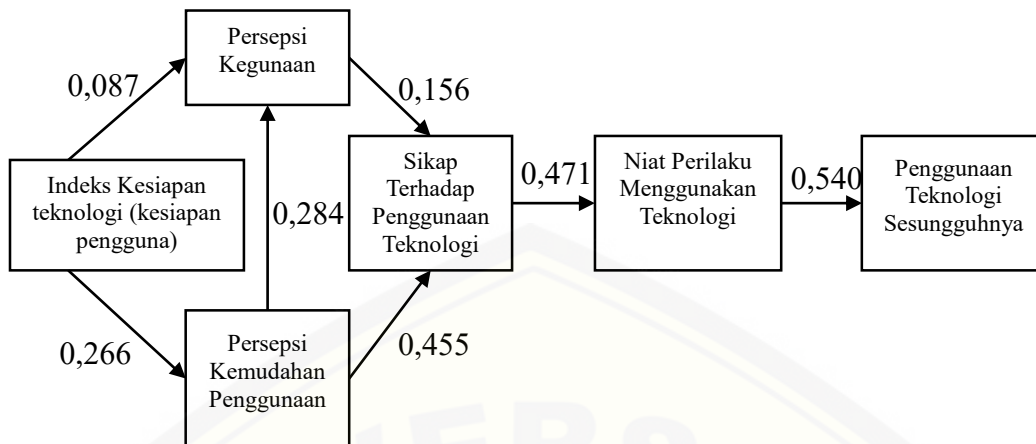 Persepsi
Kegunaan
0,087
0,156
Indeks Kesiapan
teknologi (kesiapan
pengguna)
0,284
Sikap
Terhadap
Penggunaan
Teknologi
0,471
Niat Perilaku
Menggunakan
Teknologi
0,540
Penggunaan
Teknologi
Sesungguhnya
0,266
Persepsi
Kemudahan
Penggunaan
0,455